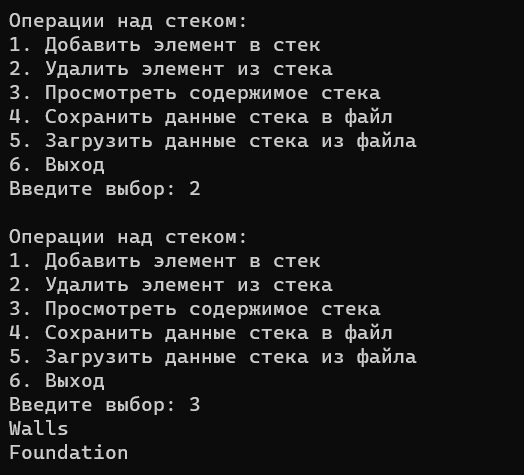 Операции над стеком:
1. Добавить элемент в стек
2. Удалить элемент из стека
3. Просмотреть содержимое стека
4. Сохранить данные стека в файл
5. Загрузить данные стека из файла
6. Выход
Введите выбор: 2
Операции над стеком:
1. Добавить элемент в стек
2. Удалить элемент из стека
3. Просмотреть содержимое стека
4. Сохранить данные стека в файл
5. Загрузить данные стека из файла
6. Выход
Введите выбор: 3
Walls
Foundation